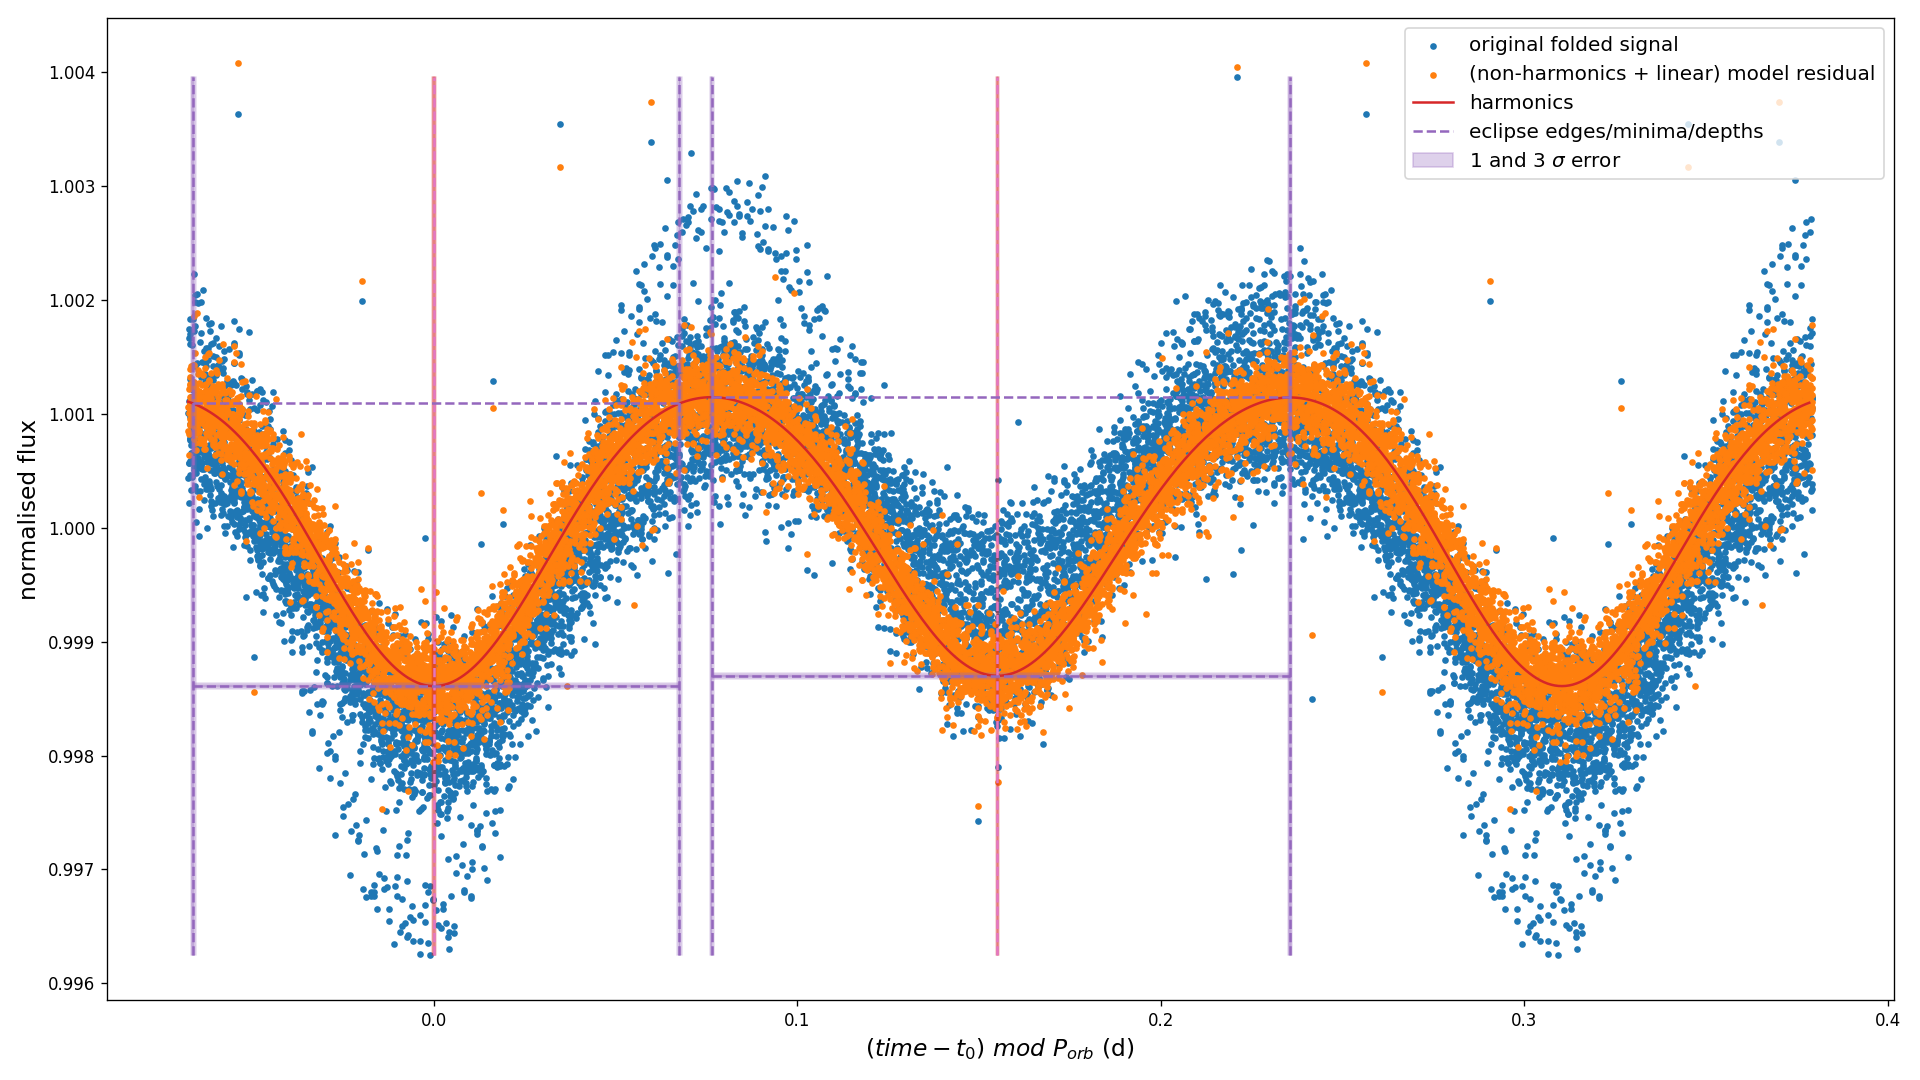 original folded signal
(non-harmonics + linear) model residual
harmonics
eclipse edges/minima/depths
1 and 3 σ error
normalised flux
1.004
1.003
1.002
1.001
1.000
0.999
0.998
0.997
0.996
0.0
0.1
0.2
0.3
0.4
(time − t₀) mod Pₒᵣb (d)